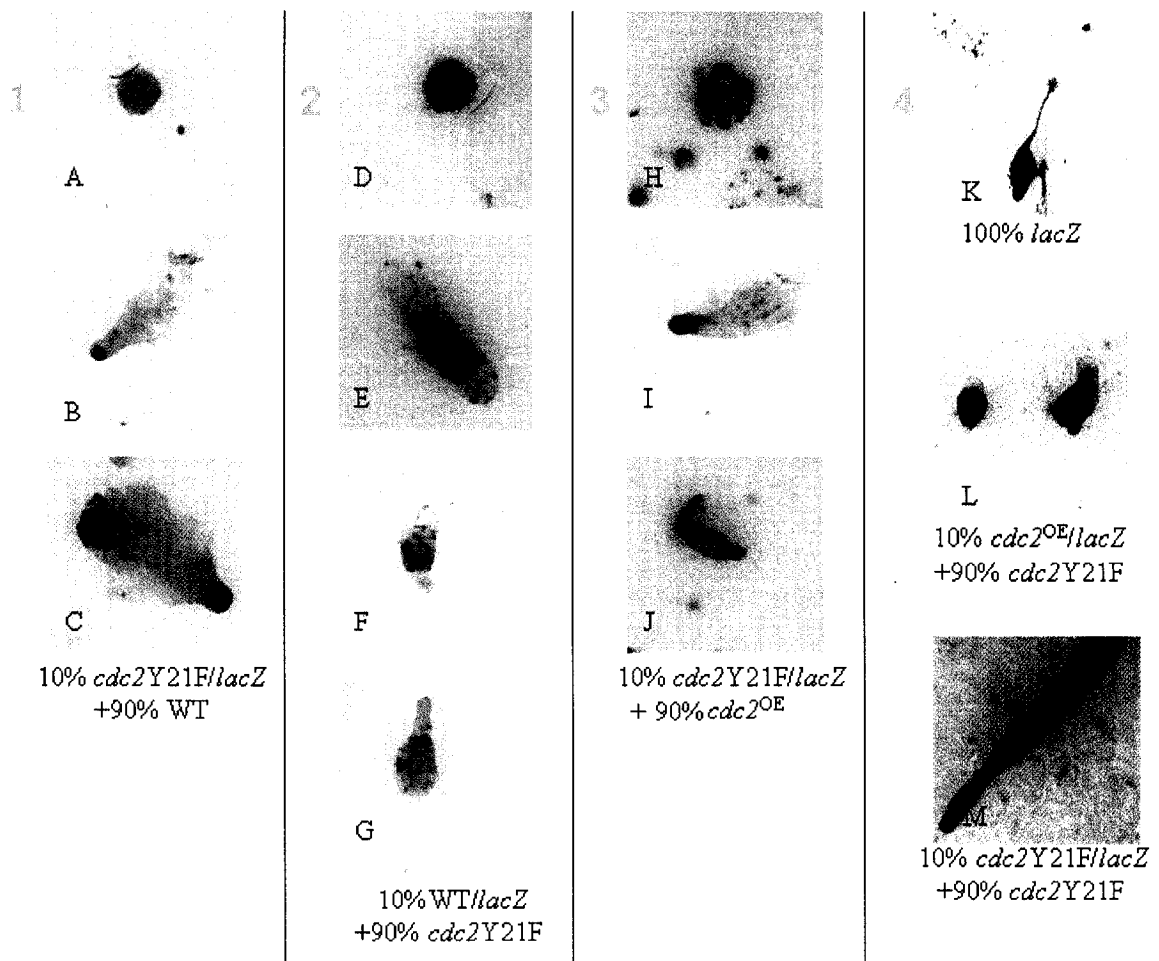 1
A
B
C
10% cdc2Y21F/lacZ
+90% WT
2
D
E
F
G
10% WT/lacZ
+90% cdc2Y21F
3
H
I
J
10% cdc2Y21F/lacZ
+ 90% cdc2OE
4
K
100% lacZ
L
10% cdc2OE/lacZ
+90% cdc2Y21F
M
10% cdc2Y21F/lacZ
+90% cdc2Y21F